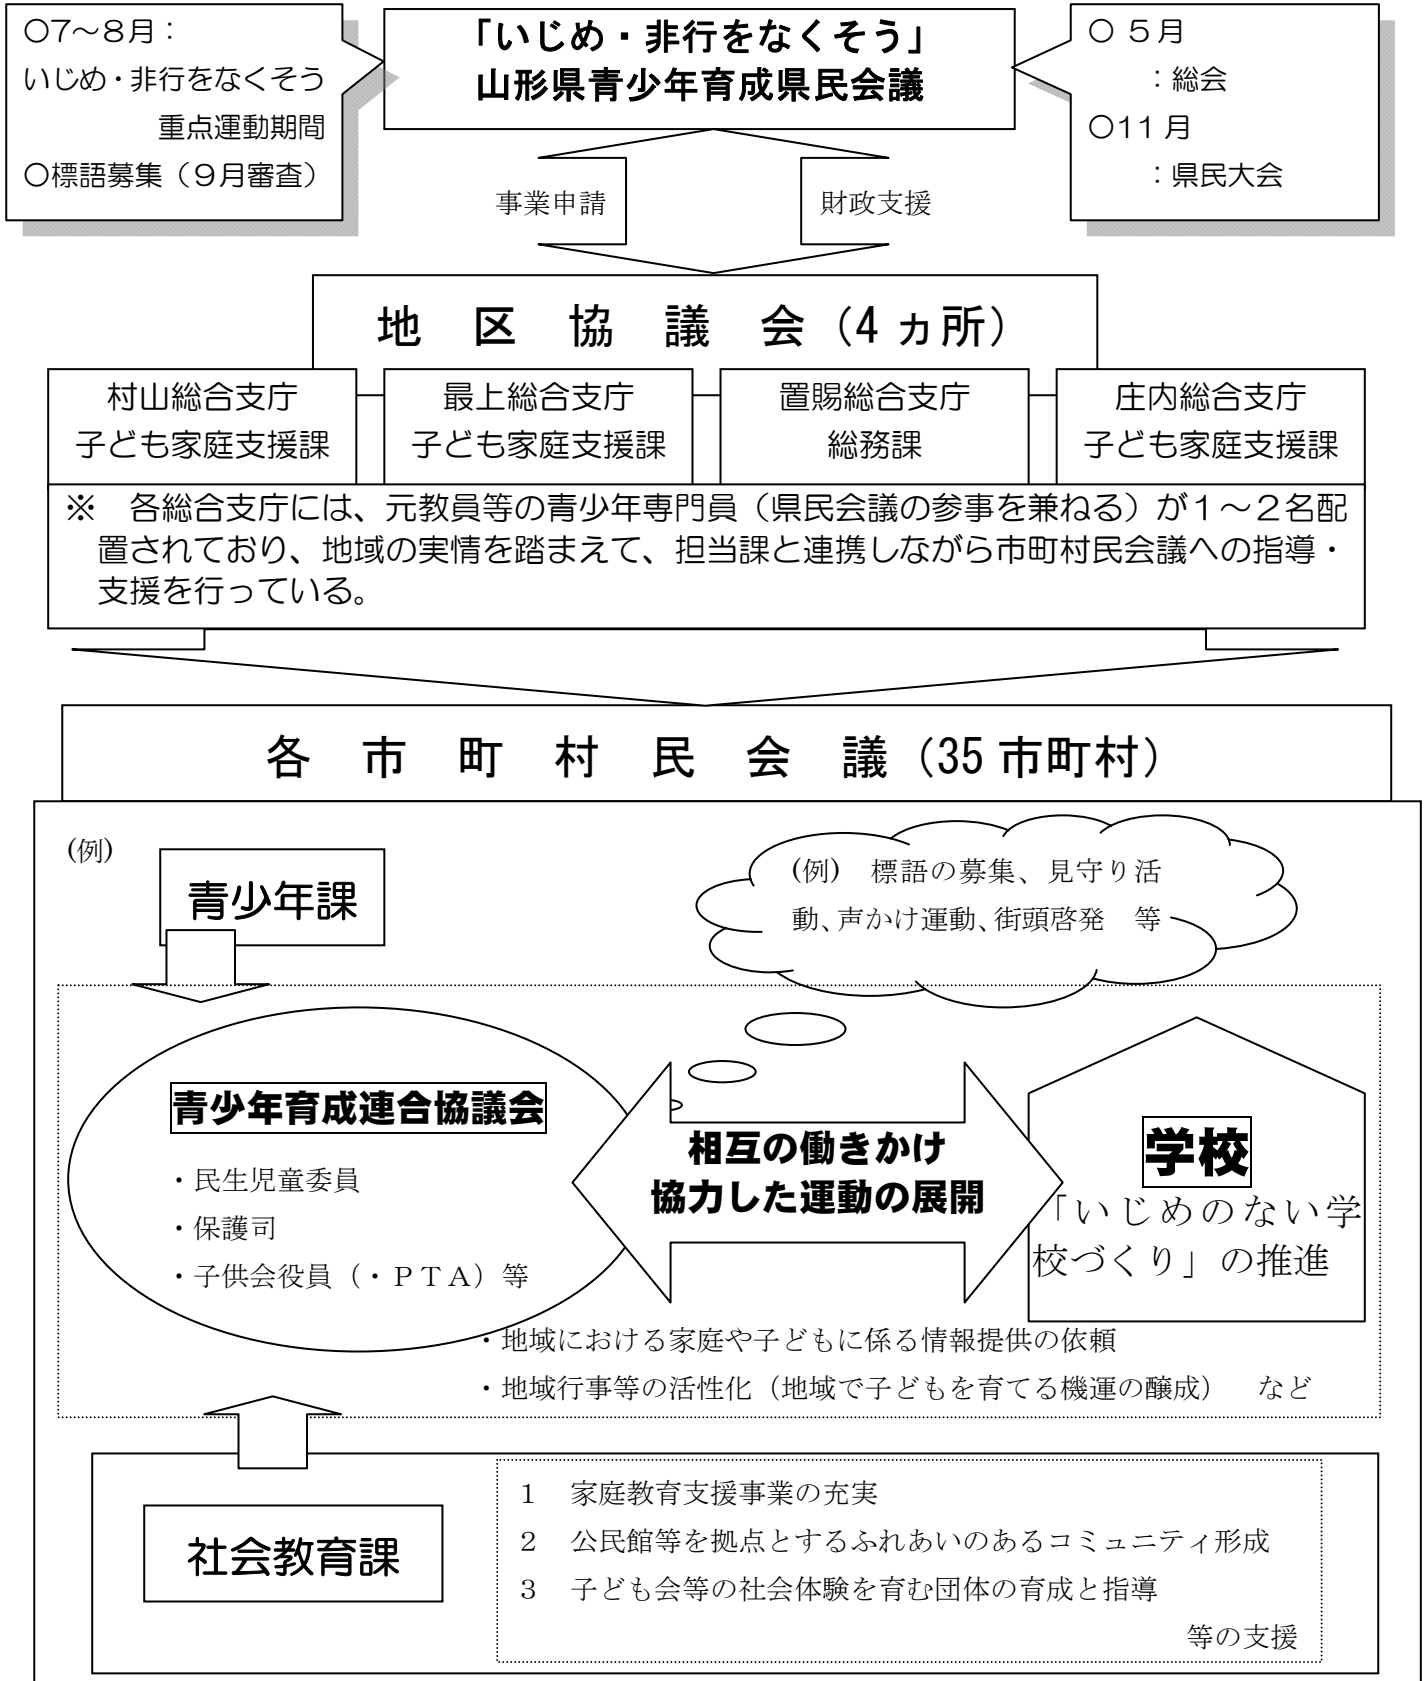 〇7～8月：
いじめ・非行をなくそう
重点運動期間
〇標語募集（９月審査）
「いじめ・非行をなくそう」
山形県青少年育成県民会議
〇５月
：総会
〇11月
：県民大会
事業申請
財政支援
地　区　協　議　会（4ヵ所）
村山総合支庁
子ども家庭支援課
最上総合支庁
子ども家庭支援課
置賜総合支庁
総務課
庄内総合支庁
子ども家庭支援課
※　各総合支庁には、元教員等の青少年専門員（県民会議の参事を兼ねる）が１～２名配
置されており、地域の実情を踏まえて、担当課と連携しながら市町村民会議への指導・
支援を行っている。
各　市　町　村　民　会　議（35市町村）
(例)
青少年課
(例)　標語の募集、見守り活
動、声かけ運動、街頭啓発　等
青少年育成連合協議会
・民生児童委員
・保護司
・子供会役員（・ＰＴＡ）等
相互の働きかけ
協力した運動の展開
学校
「いじめのない学
校づくり」の推進
・地域における家庭や子どもに係る情報提供の依頼
・地域行事等の活性化（地域で子どもを育てる機運の醸成）　など
社会教育課
１　家庭教育支援事業の充実
２　公民館等を拠点とするふれあいのあるコミュニティ形成
３　子ども会等の社会体験を育む団体の育成と指導
等の支援